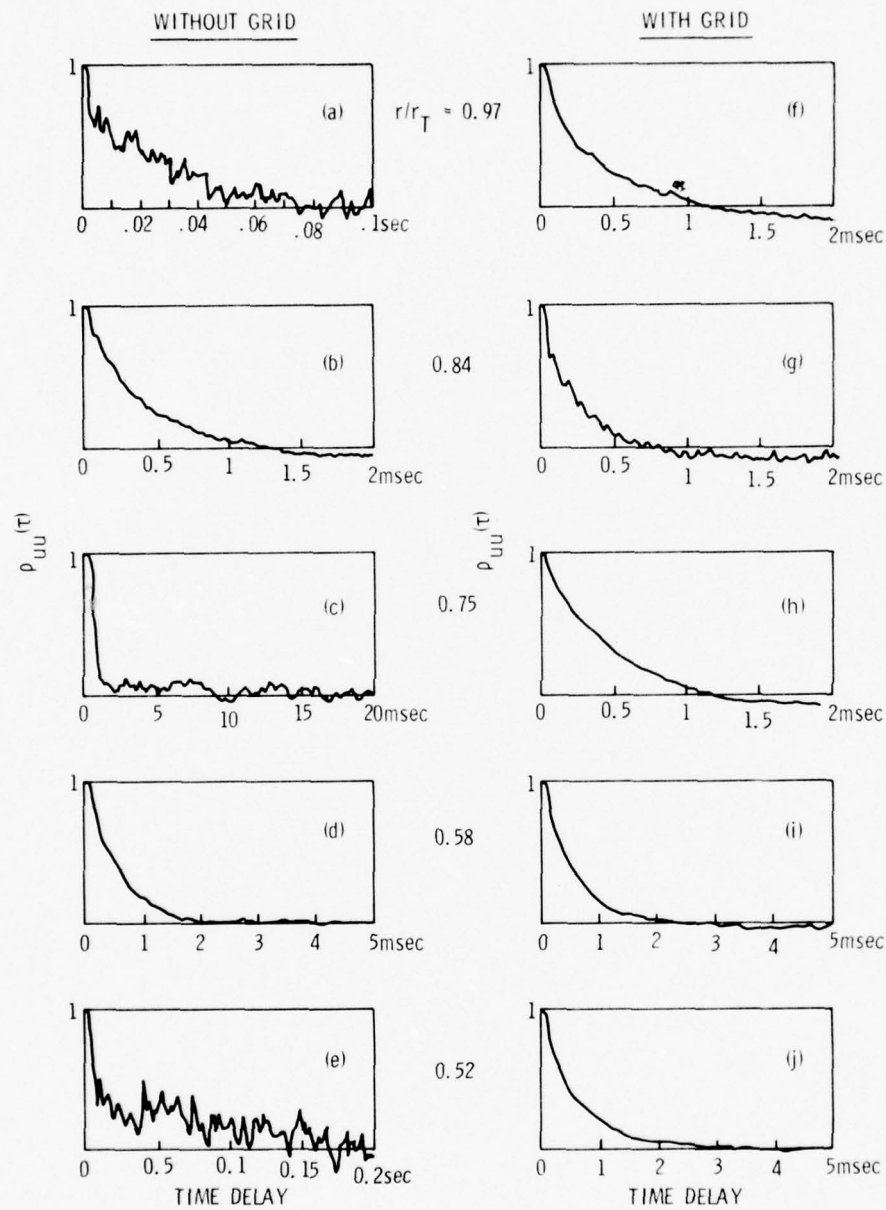 WITHOUT GRID WITH GRID
1 (a) r/r_T = 0.97 1 (f)
0 .02 .04 .06 .08 .1sec 0 0.5 1 1.5 2msec
1 (b) 0.84 1 (g)
0.5 1 1.5 2msec 0 0.5 1 1.5 2msec
ρuu(τ) ρuu(τ)
1 (c) 0.75 1 (h)
0 5 10 15 20msec 0 0.5 1 1.5 2msec
1 (d) 0.58 1 (i)
0 1 2 3 4 5msec 0 1 2 3 4 5msec
1 (e) 0.52 1 (j)
0 0.5 0.1 0.15 0.2sec 0 1 2 3 4 5msec
TIME DELAY TIME DELAY